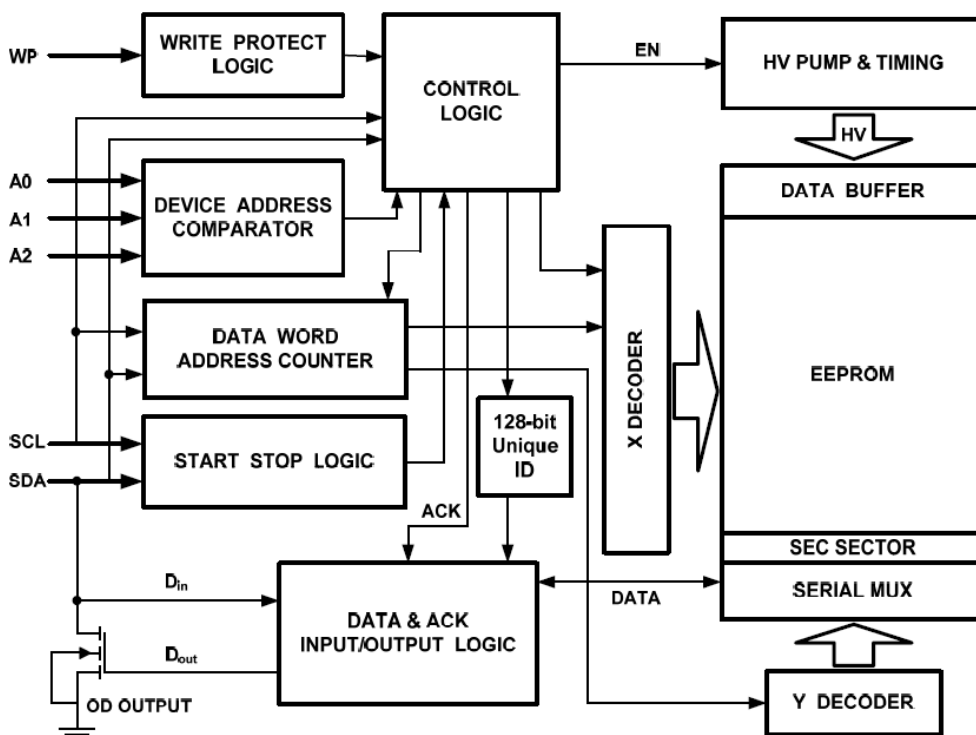 WP
WRITE PROTECT
LOGIC
CONTROL
LOGIC
EN
HV PUMP & TIMING
HV
A0
A1
A2
DEVICE ADDRESS
COMPARATOR
DATA BUFFER
DATA WORD
ADDRESS COUNTER
X DECODER
EEPROM
SCL
SDA
START STOP LOGIC
128-bit
Unique
ID
ACK
SEC SECTOR
SERIAL MUX
Din
DATA & ACK
INPUT/OUTPUT LOGIC
DATA
Dout
OD OUTPUT
Y DECODER